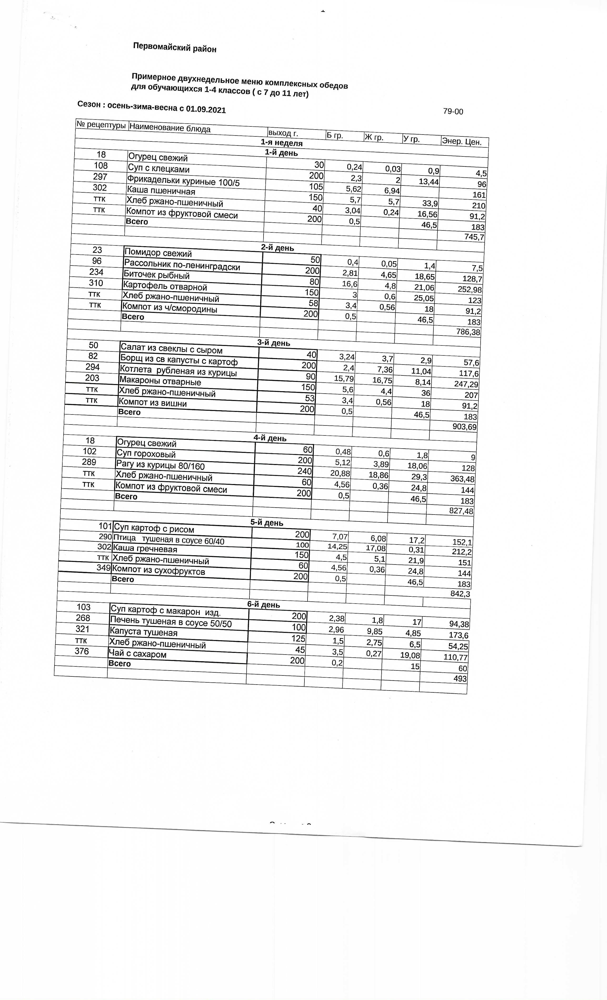 Первомайский район
Примерное двухнедельное меню комплексных обедов
для обучающихся 1-4 классов ( с 7 до 11 лет)
Сезон : осень-зима-весна с 01.09.2021 79-00
№ рецептуры Наименование блюда выход г. Б гр. Ж гр. У гр. Энер. Цен.
1-я неделя
1-й день
18 Огурец свежий 30 0,24 0,03 0,9 4,5
108 Суп с клецками 200 2,3 2 13,44 96
297 Фрикадельки куриные 100/5 105 5,62 6,94 161
302 Каша пшеничная 150 5,7 5,7 33,9 210
ттк Хлеб ржано-пшеничный 40 3,04 0,24 16,56 91,2
ттк Компот из фруктовой смеси 200 0,5 46,5 183
Всего 745,7
2-й день
23 Помидор свежий 50 0,4 0,05 1,4 7,5
96 Рассольник по-ленинградски 200 2,81 4,65 18,65 128,7
234 Биточек рыбный 80 16,6 4,8 21,06 252,98
310 Картофель отварной 150 3 0,6 25,05 123
ттк Хлеб ржано-пшеничный 58 3,4 0,56 18 91,2
ттк Компот из ч/смородины 200 0,5 46,5 183
Всего 786,38
3-й день
50 Салат из свеклы с сыром 40 3,24 3,7 2,9 57,6
82 Борщ из св капусты с картоф 200 2,4 7,36 11,04 117,6
294 Котлета рубленая из курицы 90 15,79 16,75 8,14 247,29
203 Макароны отварные 150 5,6 4,4 36 207
ттк Хлеб ржано-пшеничный 53 3,4 0,56 18 91,2
ттк Компот из вишни 200 0,5 46,5 183
Всего 903,69
4-й день
18 Огурец свежий 60 0,48 0,6 1,8 9
102 Суп гороховый 200 5,12 3,89 18,06 128
289 Рагу из курицы 80/160 240 20,88 18,86 29,3 363,48
ттк Хлеб ржано-пшеничный 60 4,56 0,36 24,8 144
ттк Компот из фруктовой смеси 200 0,5 46,5 183
Всего 827,48
5-й день
101 Суп картоф с рисом 200 7,07 6,08 17,2 152,1
290 Птица тушеная в соусе 60/40 100 14,25 17,08 0,31 212,2
302 Каша гречневая 150 4,5 5,1 21,9 151
ттк Хлеб ржано-пшеничный 60 4,56 0,36 24,8 144
349 Компот из сухофруктов 200 0,5 46,5 183
Всего 842,3
6-й день
103 Суп картоф с макарон изд. 200 2,38 1,8 17 94,38
268 Печень тушеная в соусе 50/50 100 2,96 9,85 4,85 173,6
321 Капуста тушеная 125 1,5 2,75 6,5 54,25
ттк Хлеб ржано-пшеничный 45 3,5 0,27 19,08 110,77
376 Чай с сахаром 200 0,2 15 60
Всего 493